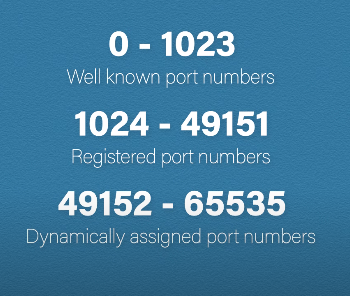 0 - 1023
Well known port numbers
1024 - 49151
Registered port numbers
49152 - 65535
Dynamically assigned port numbers